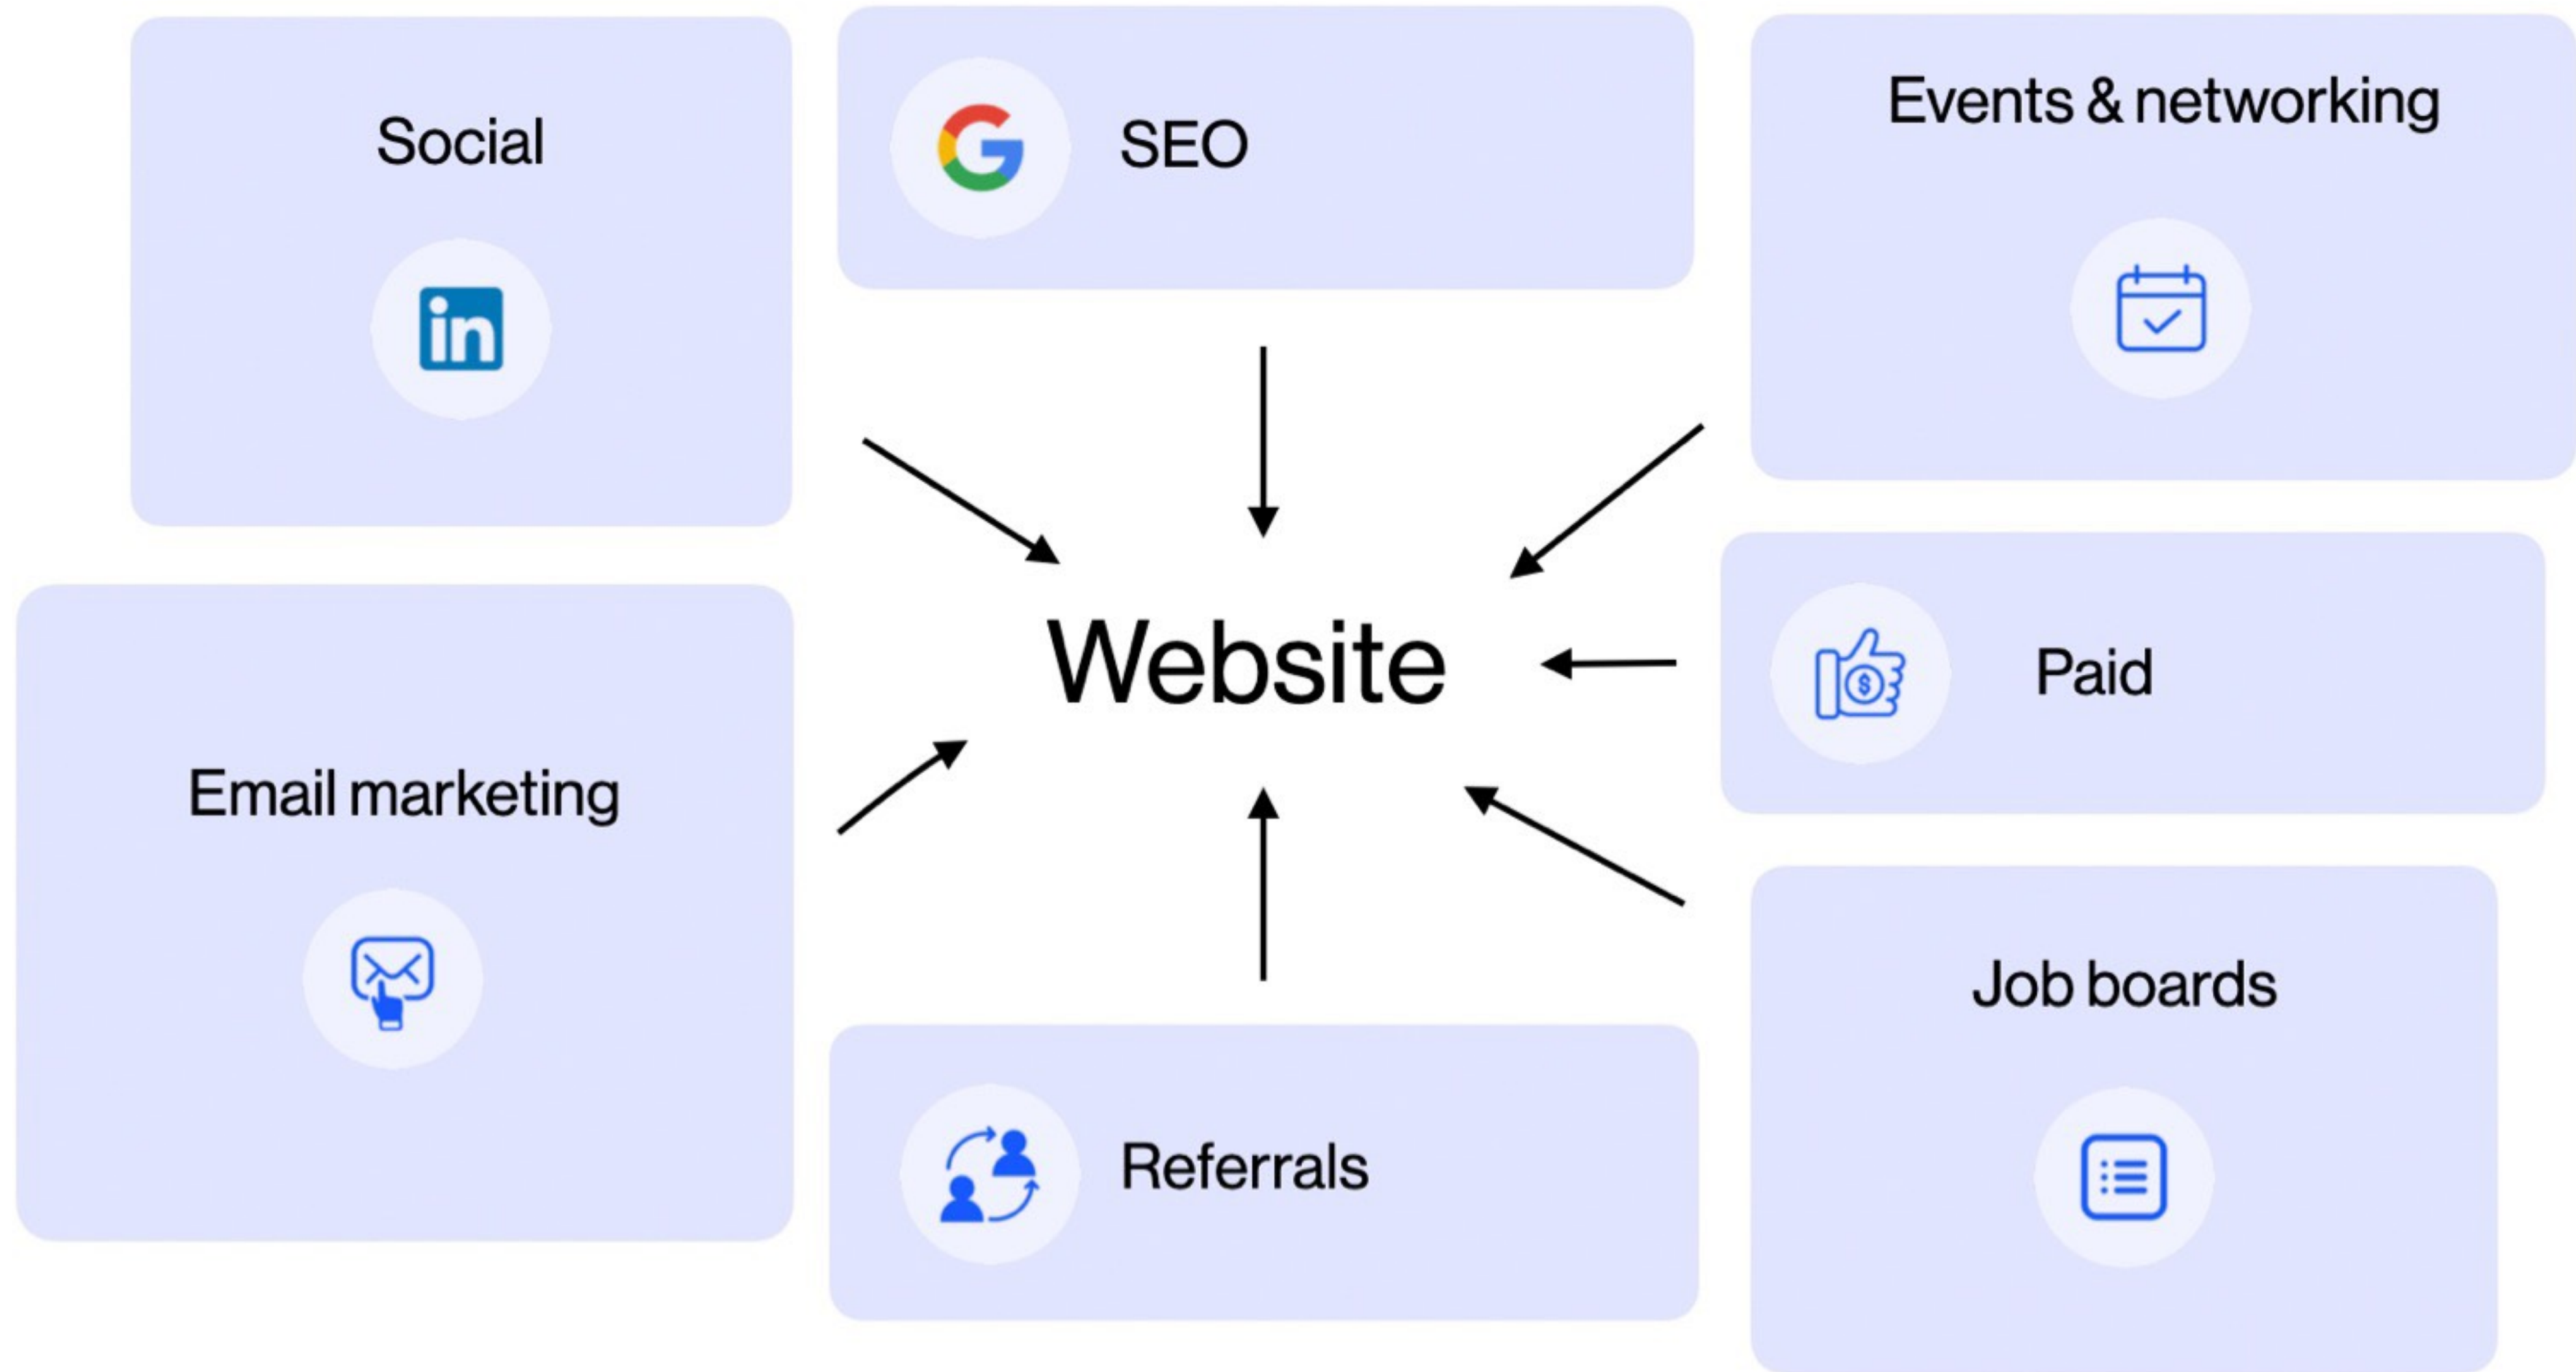 Social
SEO
Events & networking
Website
Paid
Email marketing
Job boards
Referrals